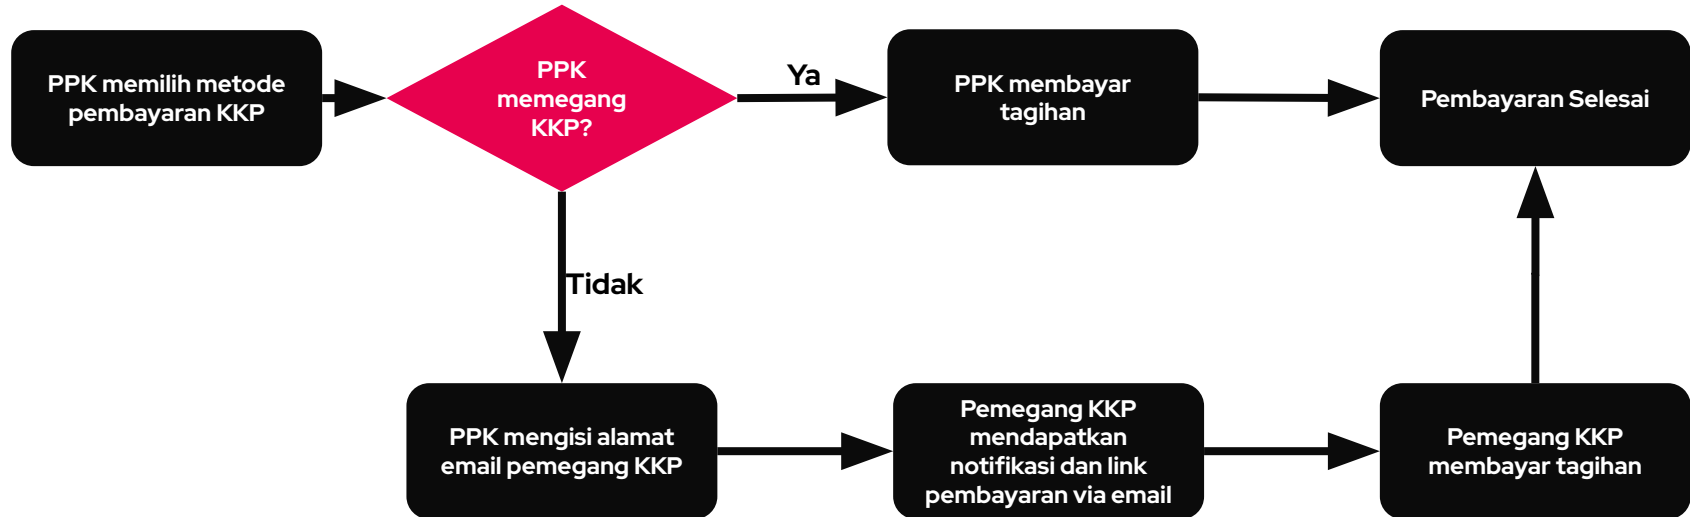 PPK memilih metode
pembayaran KKP
PPK
memegang
KKP?
Ya
PPK membayar
tagihan
Pembayaran Selesai
Tidak
PPK mengisi alamat
email pemegang KKP
Pemegang KKP
mendapatkan
notifikasi dan link
pembayaran via email
Pemegang KKP
membayar tagihan